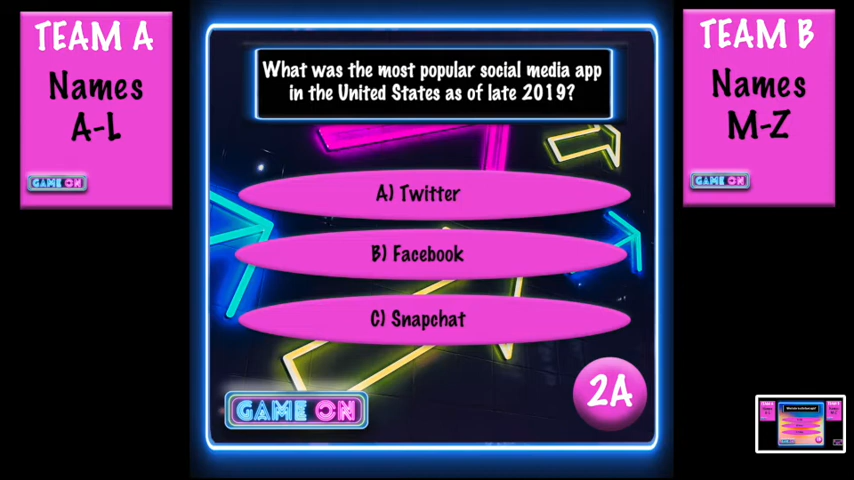 TEAM A
Names
A-L
GAME ON
What was the most popular social media app
in the United States as of late 2019?
A) Twitter
B) Facebook
C) Snapchat
GAME ON
2A
TEAM B
Names
M-Z
GAME ON